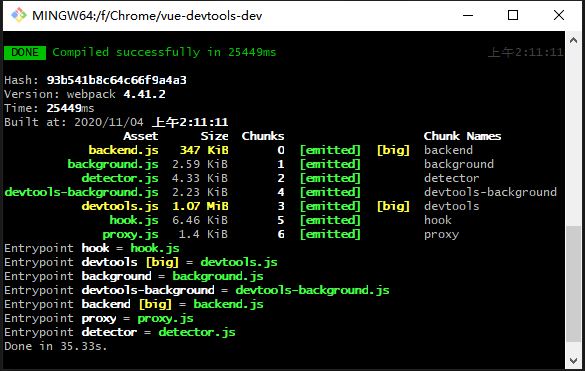 MINGW64:/f/Chrome/vue-devtools-dev
DONE Compiled successfully in 25449ms 上午2:11:11
Hash: 93b541b8c64c66f9a4a3
Version: webpack 4.41.2
Time: 25449ms
Built at: 2020/11/04 上午2:11:11
Asset Size Chunks Chunk Names
backend.js 347 KiB 0 [emitted] [big] backend
background.js 2.59 KiB 1 [emitted] background
detector.js 4.33 KiB 2 [emitted] detector
devtools-background.js 2.23 KiB 4 [emitted] devtools-background
devtools.js 1.07 MiB 3 [emitted] [big] devtools
hook.js 6.46 KiB 5 [emitted] hook
proxy.js 1.4 KiB 6 [emitted] proxy
Entrypoint hook = hook.js
Entrypoint devtools [big] = devtools.js
Entrypoint background = background.js
Entrypoint devtools-background = devtools-background.js
Entrypoint backend [big] = backend.js
Entrypoint proxy = proxy.js
Entrypoint detector = detector.js
Done in 35.33s.